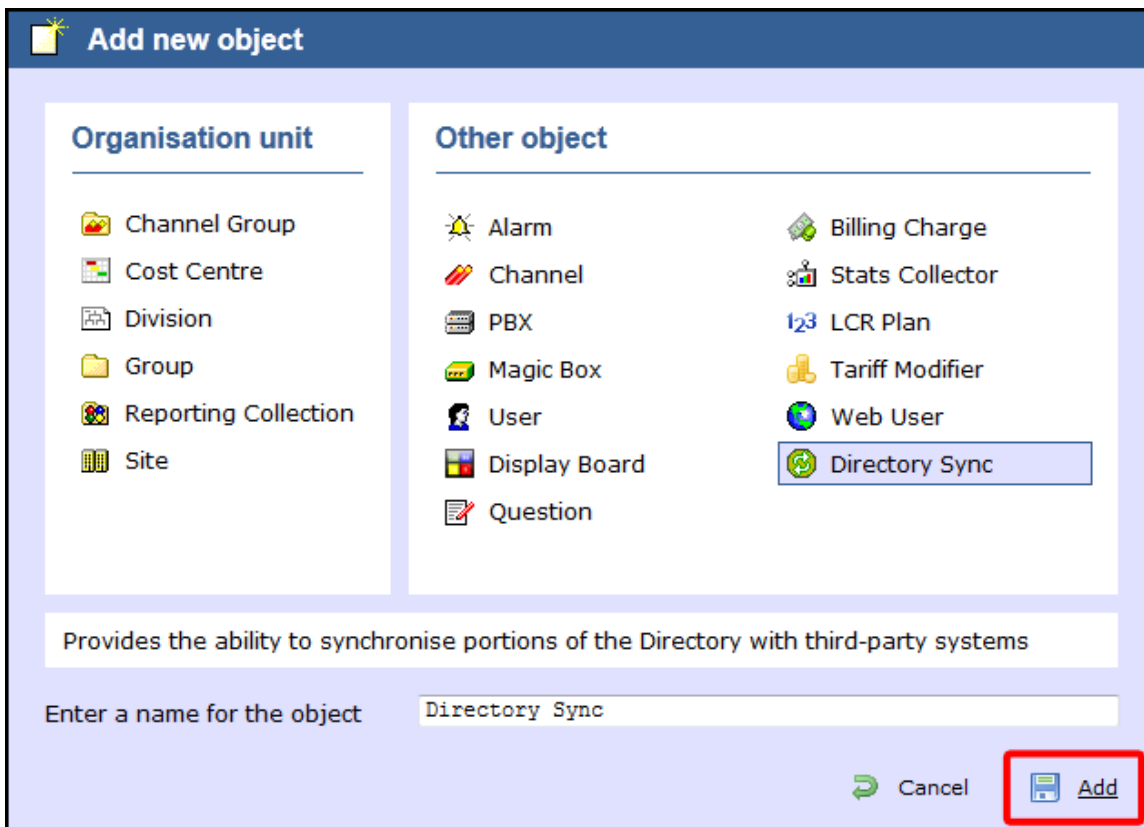 Add new object
Organisation unit
Channel Group
Cost Centre
Division
Group
Reporting Collection
Site
Other object
Alarm
Channel
PBX
Magic Box
User
Display Board
Question
Billing Charge
Stats Collector
123 LCR Plan
Tariff Modifier
Web User
Directory Sync
Provides the ability to synchronise portions of the Directory with third-party systems
Enter a name for the object Directory Sync
Cancel Add